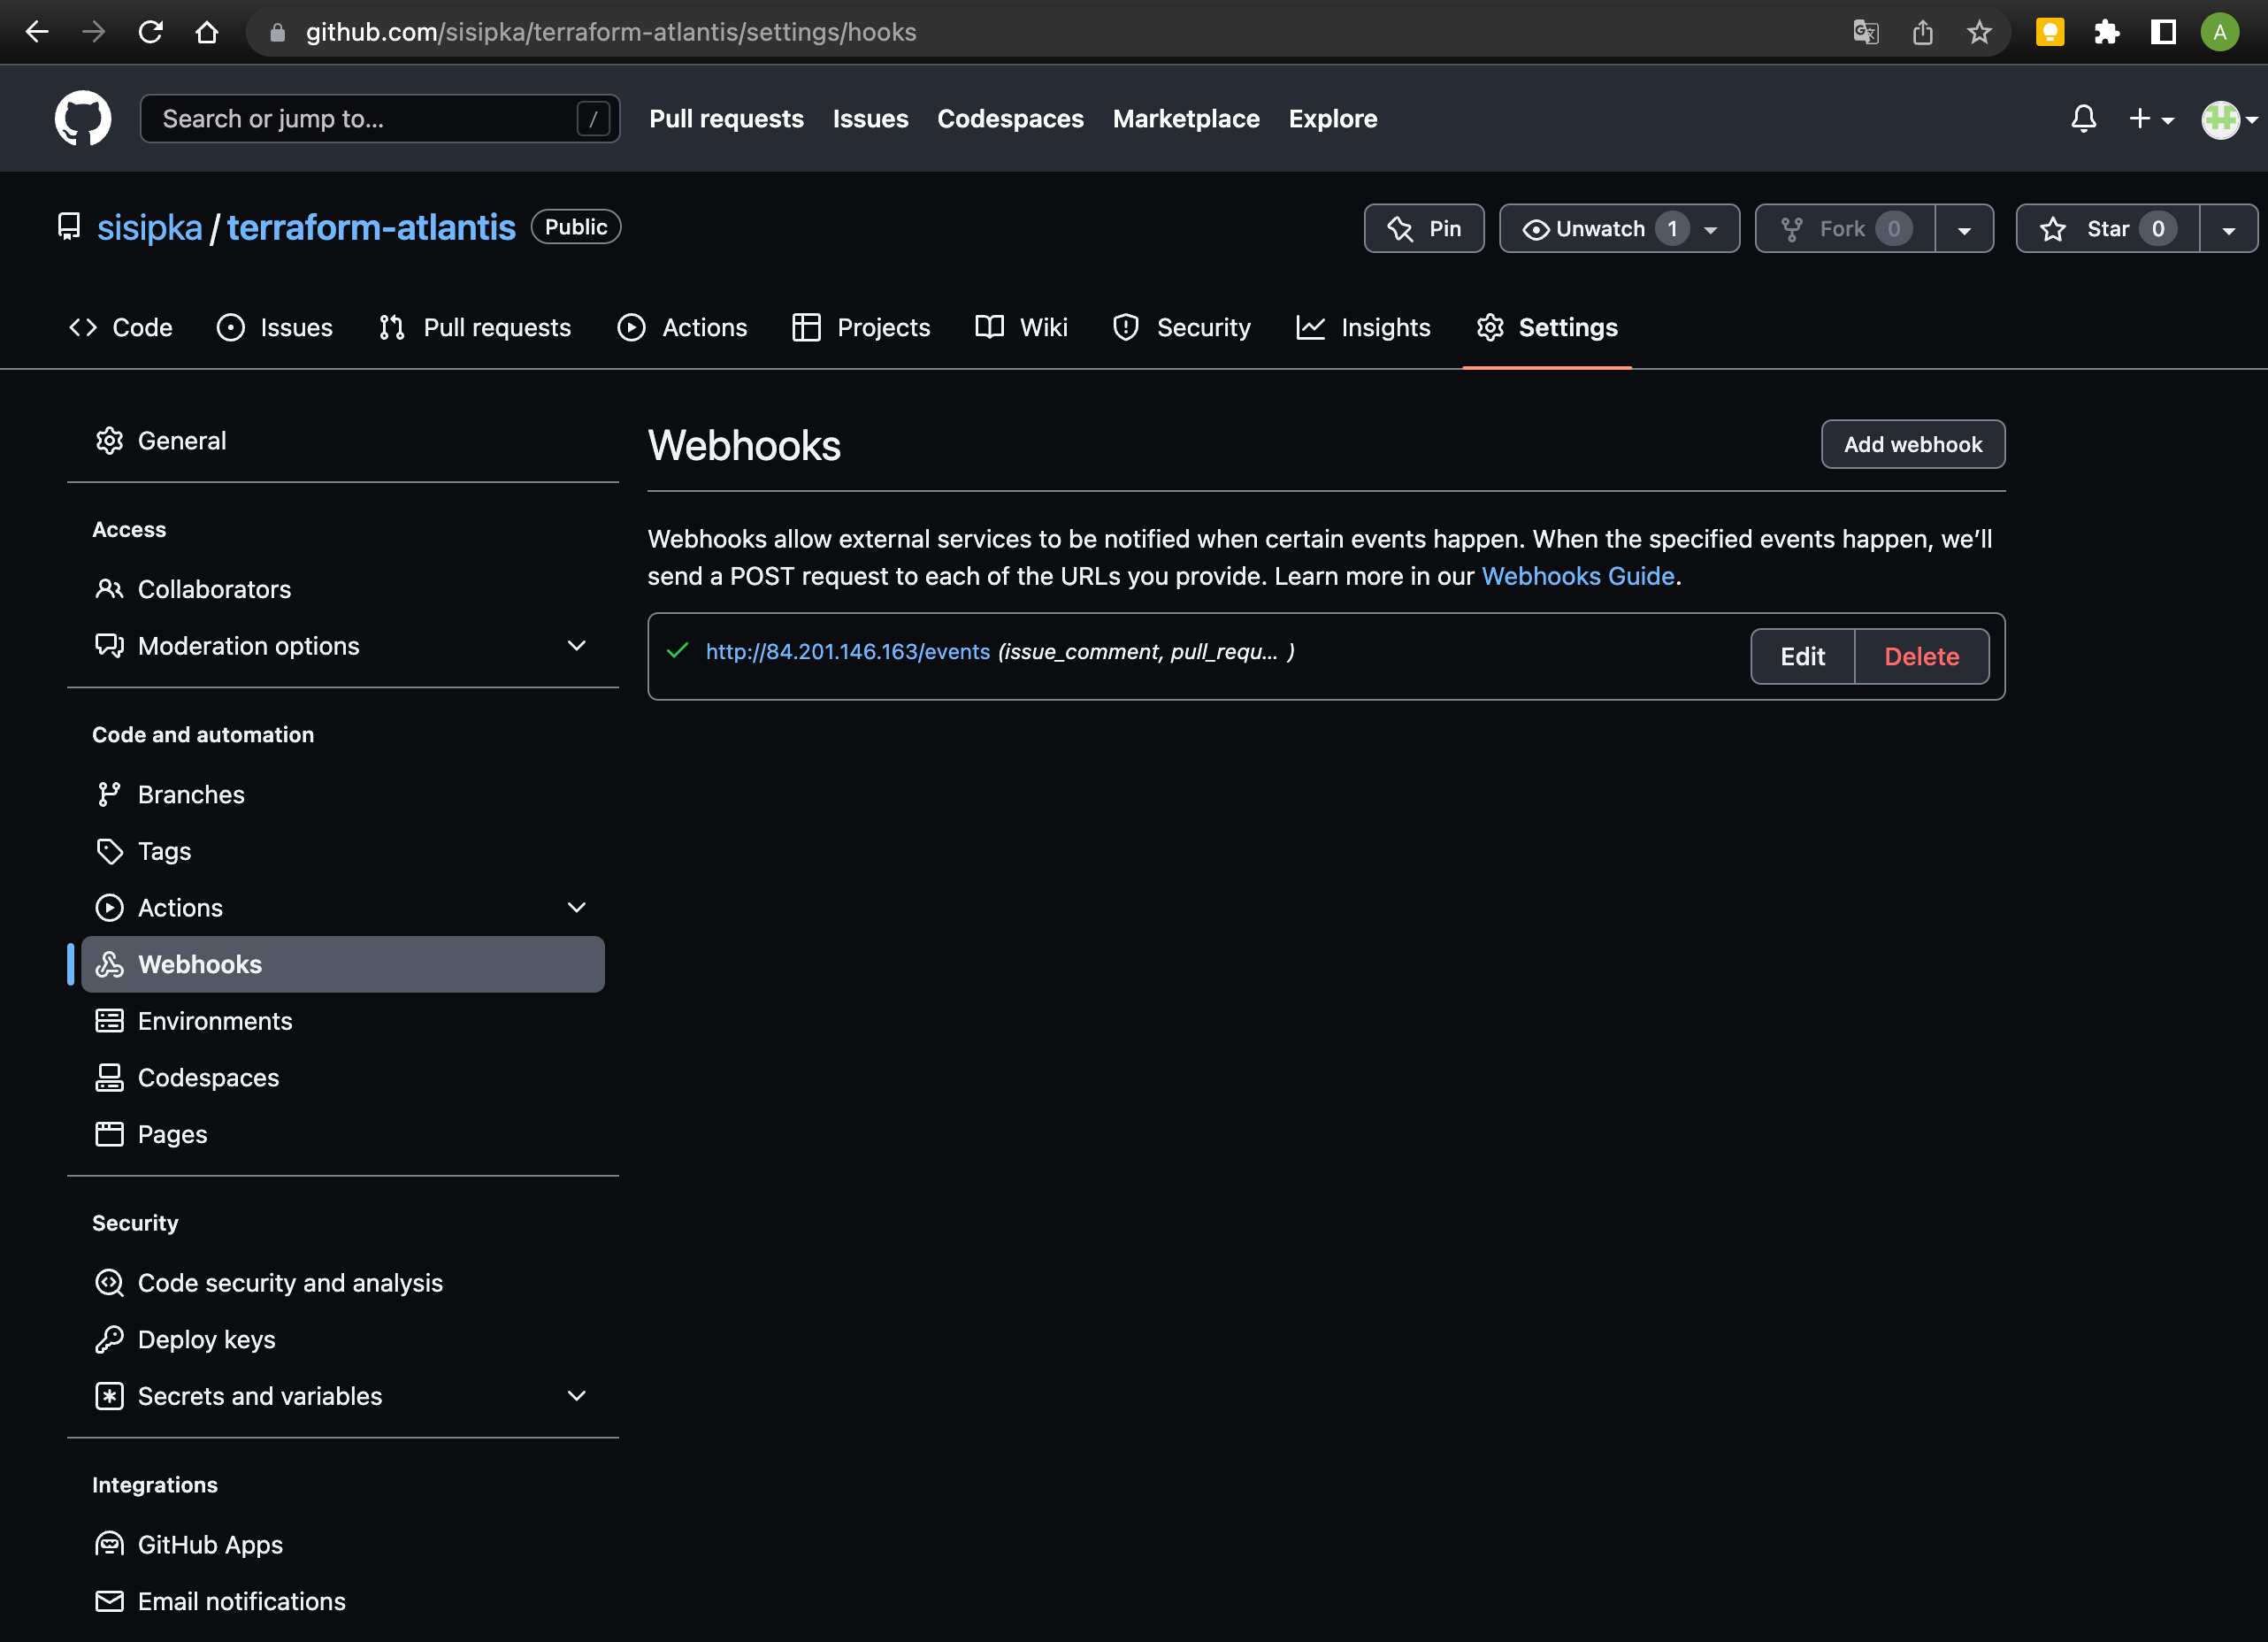 github.com/sisipka/terraform-atlantis/settings/hooks
A
Search or jump to... /
Pull requests Issues Codespaces Marketplace Explore
sisipka / terraform-atlantis Public
Pin Unwatch 1 Fork 0 Star 0
Code Issues Pull requests Actions Projects Wiki Security Insights Settings
General
Access
Collaborators
Moderation options
Code and automation
Branches
Tags
Actions
Webhooks
Environments
Codespaces
Pages
Security
Code security and analysis
Deploy keys
Secrets and variables
Integrations
GitHub Apps
Email notifications
Webhooks
Add webhook
Webhooks allow external services to be notified when certain events happen. When the specified events happen, we’ll
send a POST request to each of the URLs you provide. Learn more in our Webhooks Guide.
http://84.201.146.163/events (issue_comment, pull_requ... )
Edit Delete